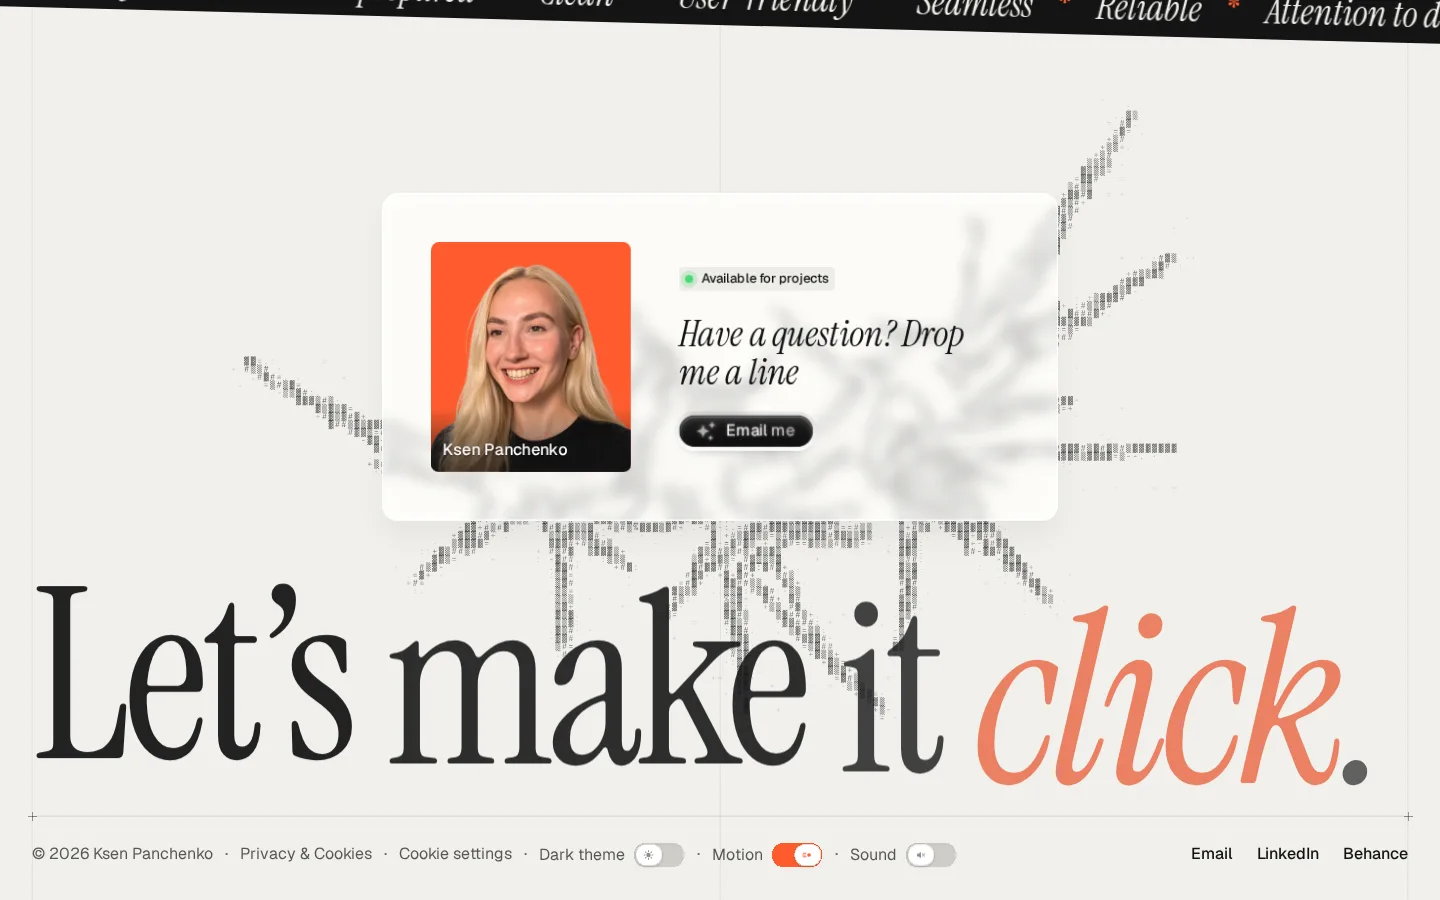 Seamless * Reliable * Attention to d
Available for projects
Have a question? Drop
me a line
Email me
Ksen Panchenko
Let’s make it click.
© 2026 Ksen Panchenko · Privacy & Cookies · Cookie settings · Dark theme · Motion · Sound
Email LinkedIn Behance